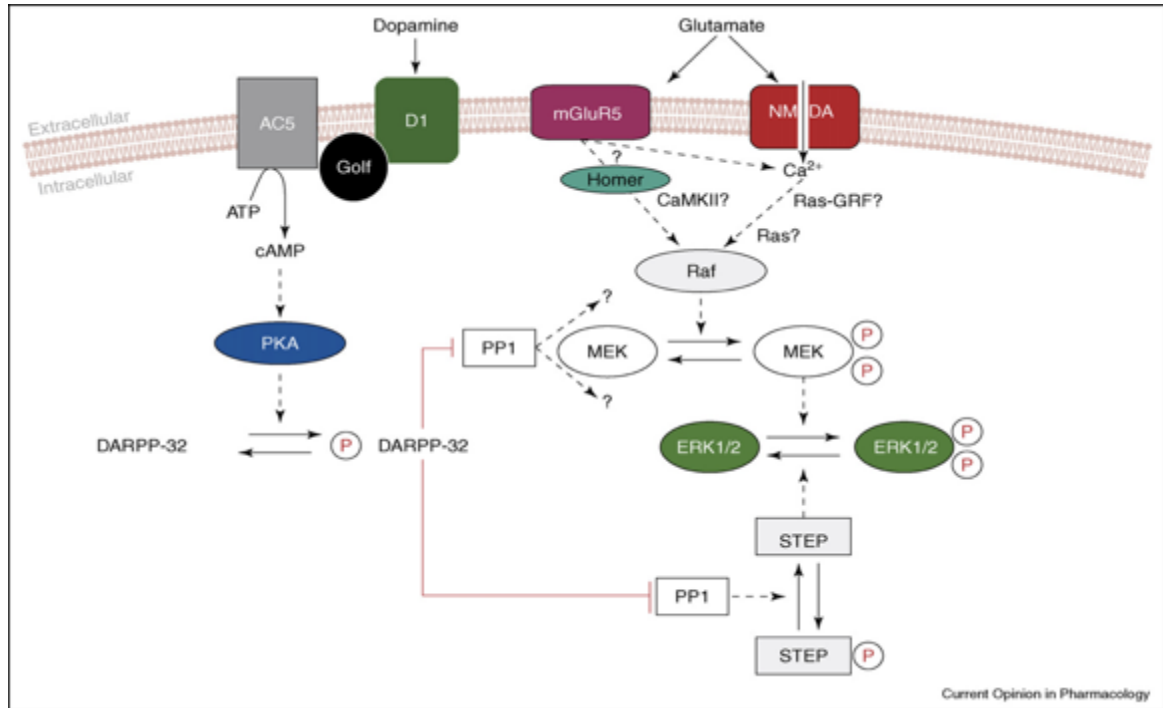 Dopamine
Glutamate
Extracellular
Intracellular
AC5
D1
Golf
mGluR5
NMDA
?
Homer
Ca2+
ATP
CaMKII?
Ras-GRF?
cAMP
Ras?
Raf
?
PKA
PP1
MEK
MEK
P
P
?
DARPP-32
P
DARPP-32
ERK1/2
ERK1/2
P
P
STEP
PP1
STEP
P
Current Opinion in Pharmacology